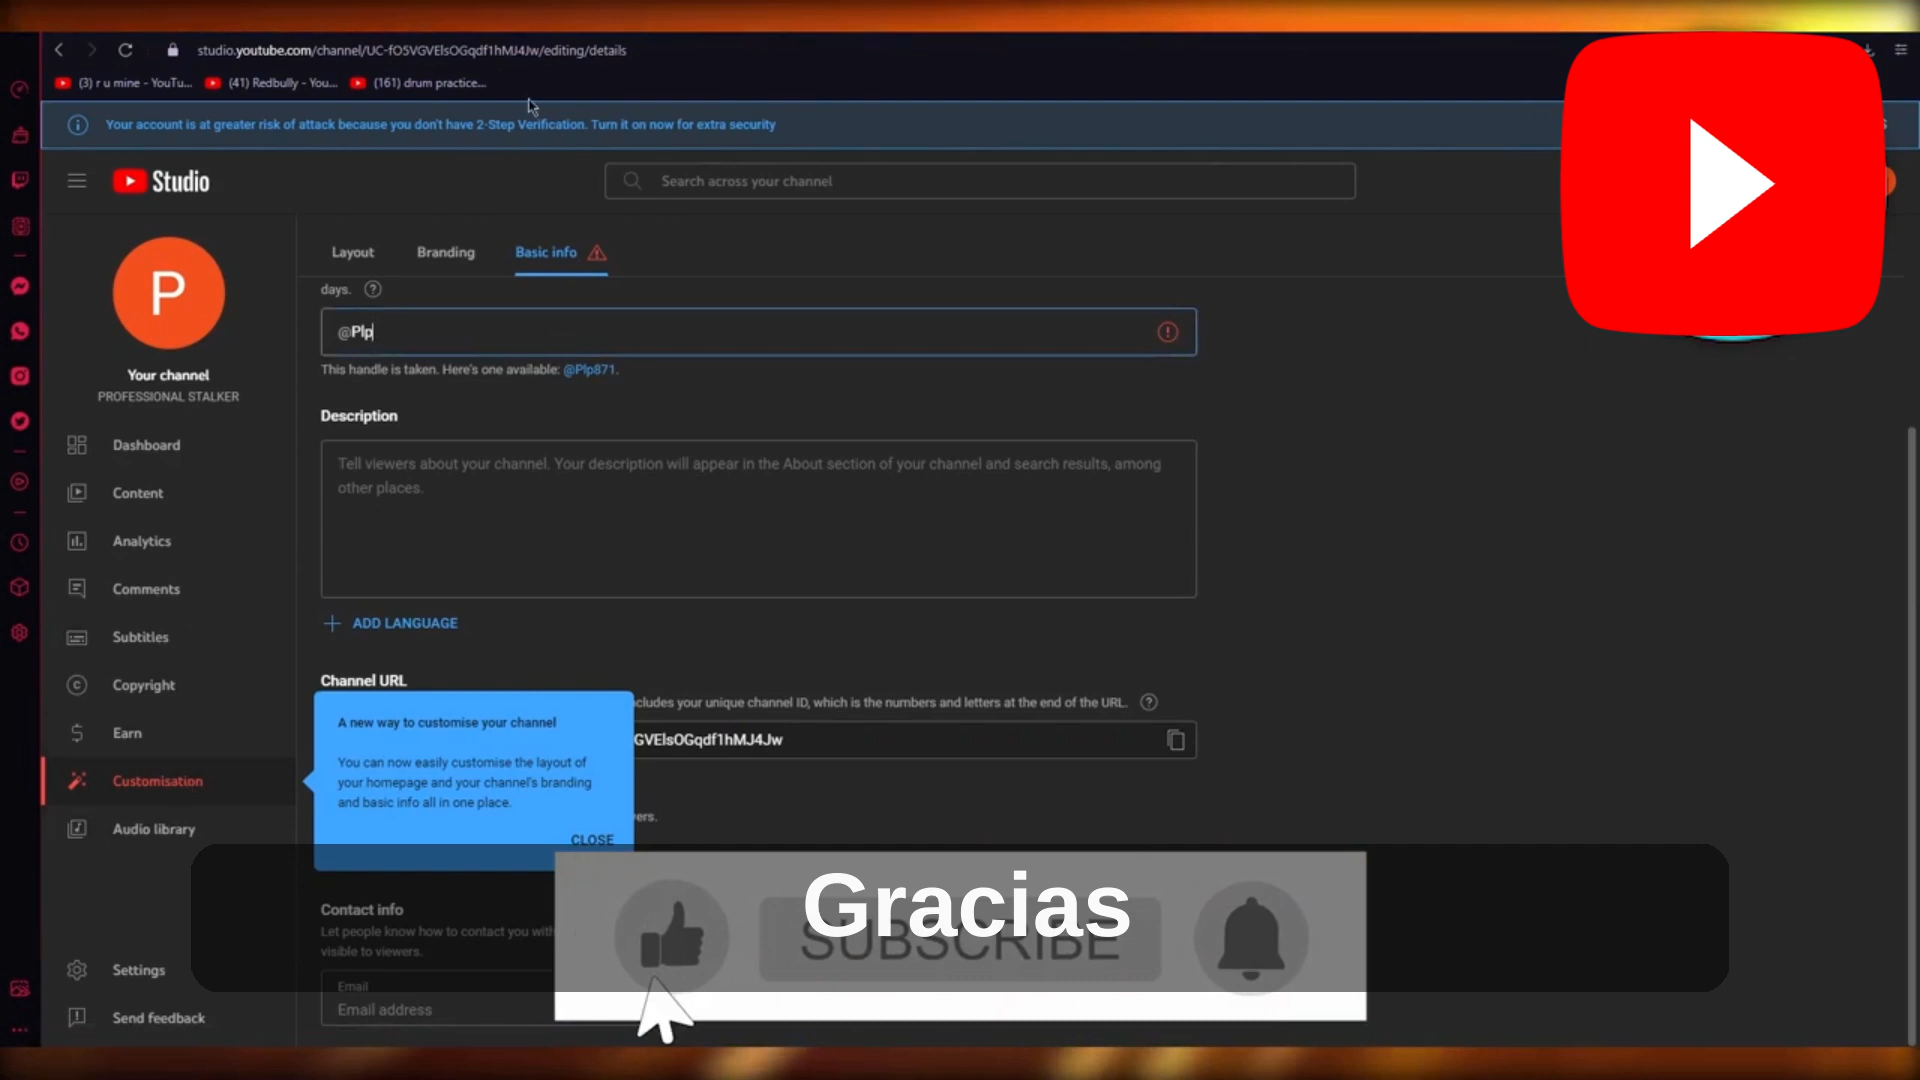 studio.youtube.com/channel/UC-fO5VGVElsOGqdf1hMJ4Jw/editing/details
(3) r u mine - YouTu...
(41) Redbully - You...
(161) drum practice...
Your account is at greater risk of attack because you don't have 2-Step Verification. Turn it on now for extra security
Studio
Search across your channel
P
Your channel
PROFESSIONAL STALKER
Dashboard
Content
Analytics
Comments
Subtitles
Copyright
Earn
Customisation
Audio library
Settings
Send feedback
Layout
Branding
Basic info
days.
@Plp
This handle is taken. Here's one available: @Plp871.
Description
Tell viewers about your channel. Your description will appear in the About section of your channel and search results, among
other places.
ADD LANGUAGE
Channel URL
cludes your unique channel ID, which is the numbers and letters at the end of the URL.
GVElsOGqdf1hMJ4Jw
A new way to customise your channel
You can now easily customise the layout of
your homepage and your channel's branding
and basic info all in one place.
CLOSE
Contact info
Let people know how to contact you with
visible to viewers.
Email
Email address
Gracias
SUBSCRIBE